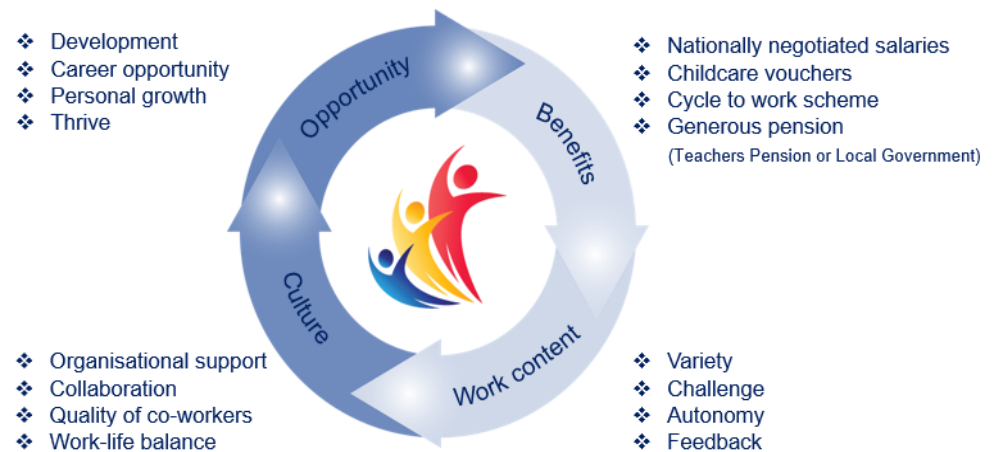 ❖ Development
❖ Career opportunity
❖ Personal growth
❖ Thrive
Opportunity
Benefits
❖ Nationally negotiated salaries
❖ Childcare vouchers
❖ Cycle to work scheme
❖ Generous pension
(Teachers Pension or Local Government)
Culture
Work content
❖ Organisational support
❖ Collaboration
❖ Quality of co-workers
❖ Work-life balance
❖ Variety
❖ Challenge
❖ Autonomy
❖ Feedback